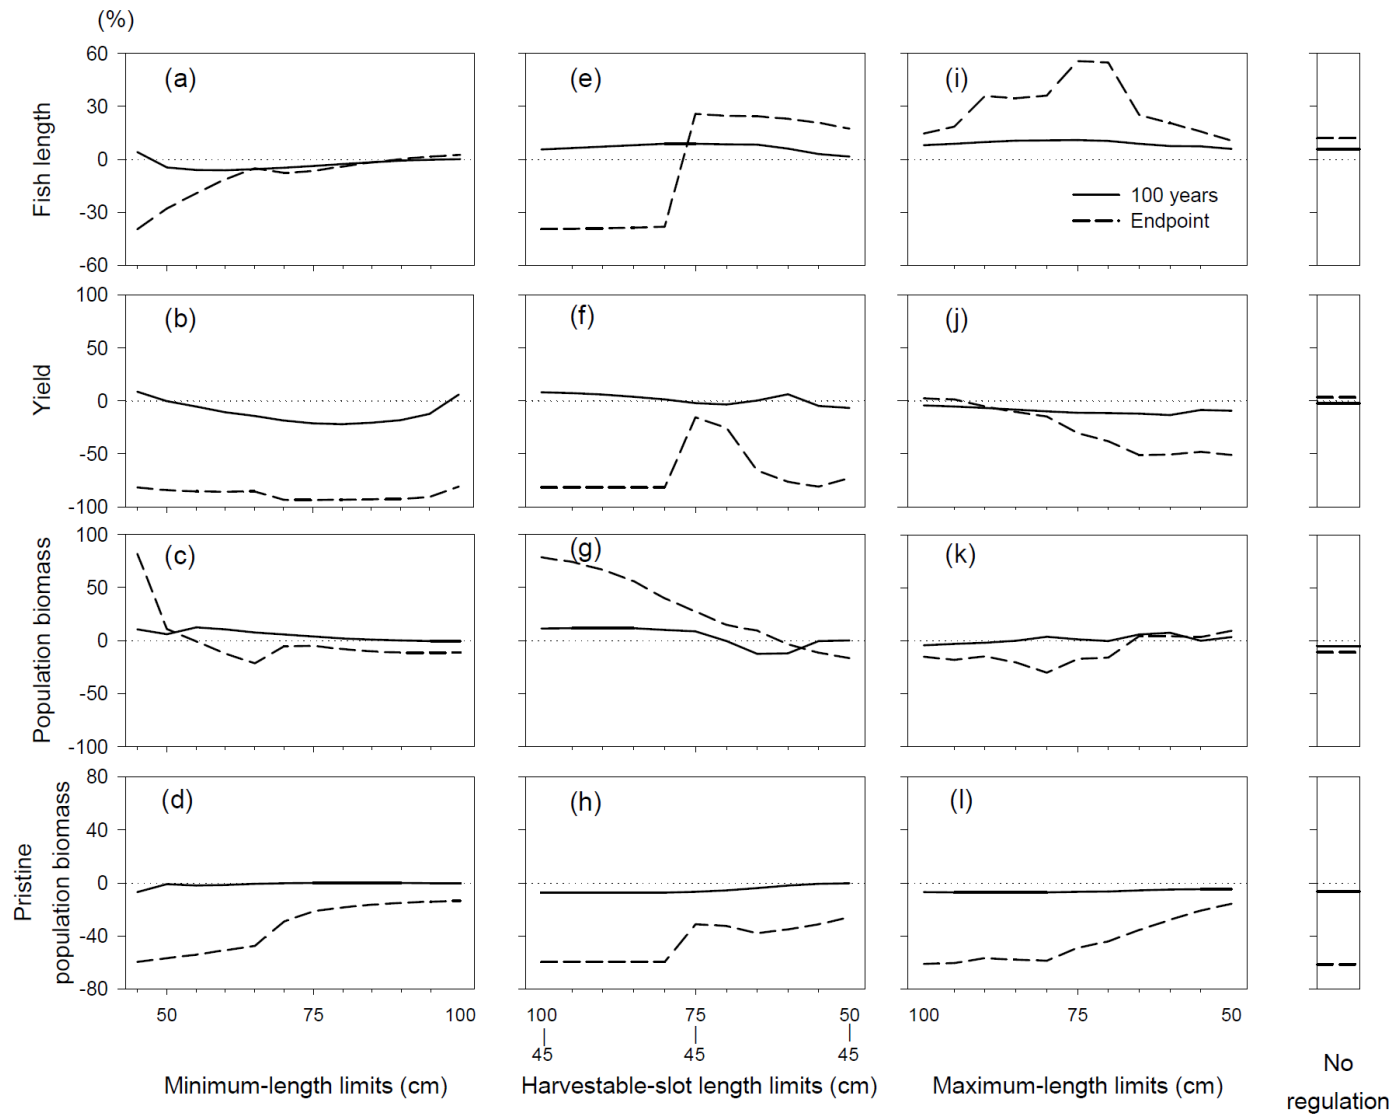 (%)
Fish length
60
30
0
-30
-60
(a)
(e)
(i)
100 years
Endpoint
Yield
100
50
0
-50
-100
(b)
(f)
(j)
Population biomass
100
50
0
-50
-100
(c)
(g)
(k)
Pristine
population biomass
80
40
0
-40
-80
(d)
(h)
(l)
50 75 100
100 75 50
45 45 45
100 75 50
Minimum-length limits (cm)
Harvestable-slot length limits (cm)
Maximum-length limits (cm)
No
regulation